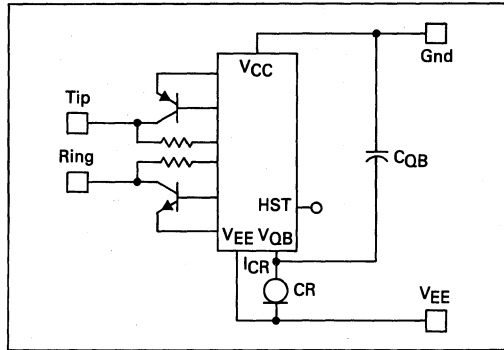 Gnd
VCC
Tip
Ring
CQB
HST
VEE VQB
ICR
CR
VEE